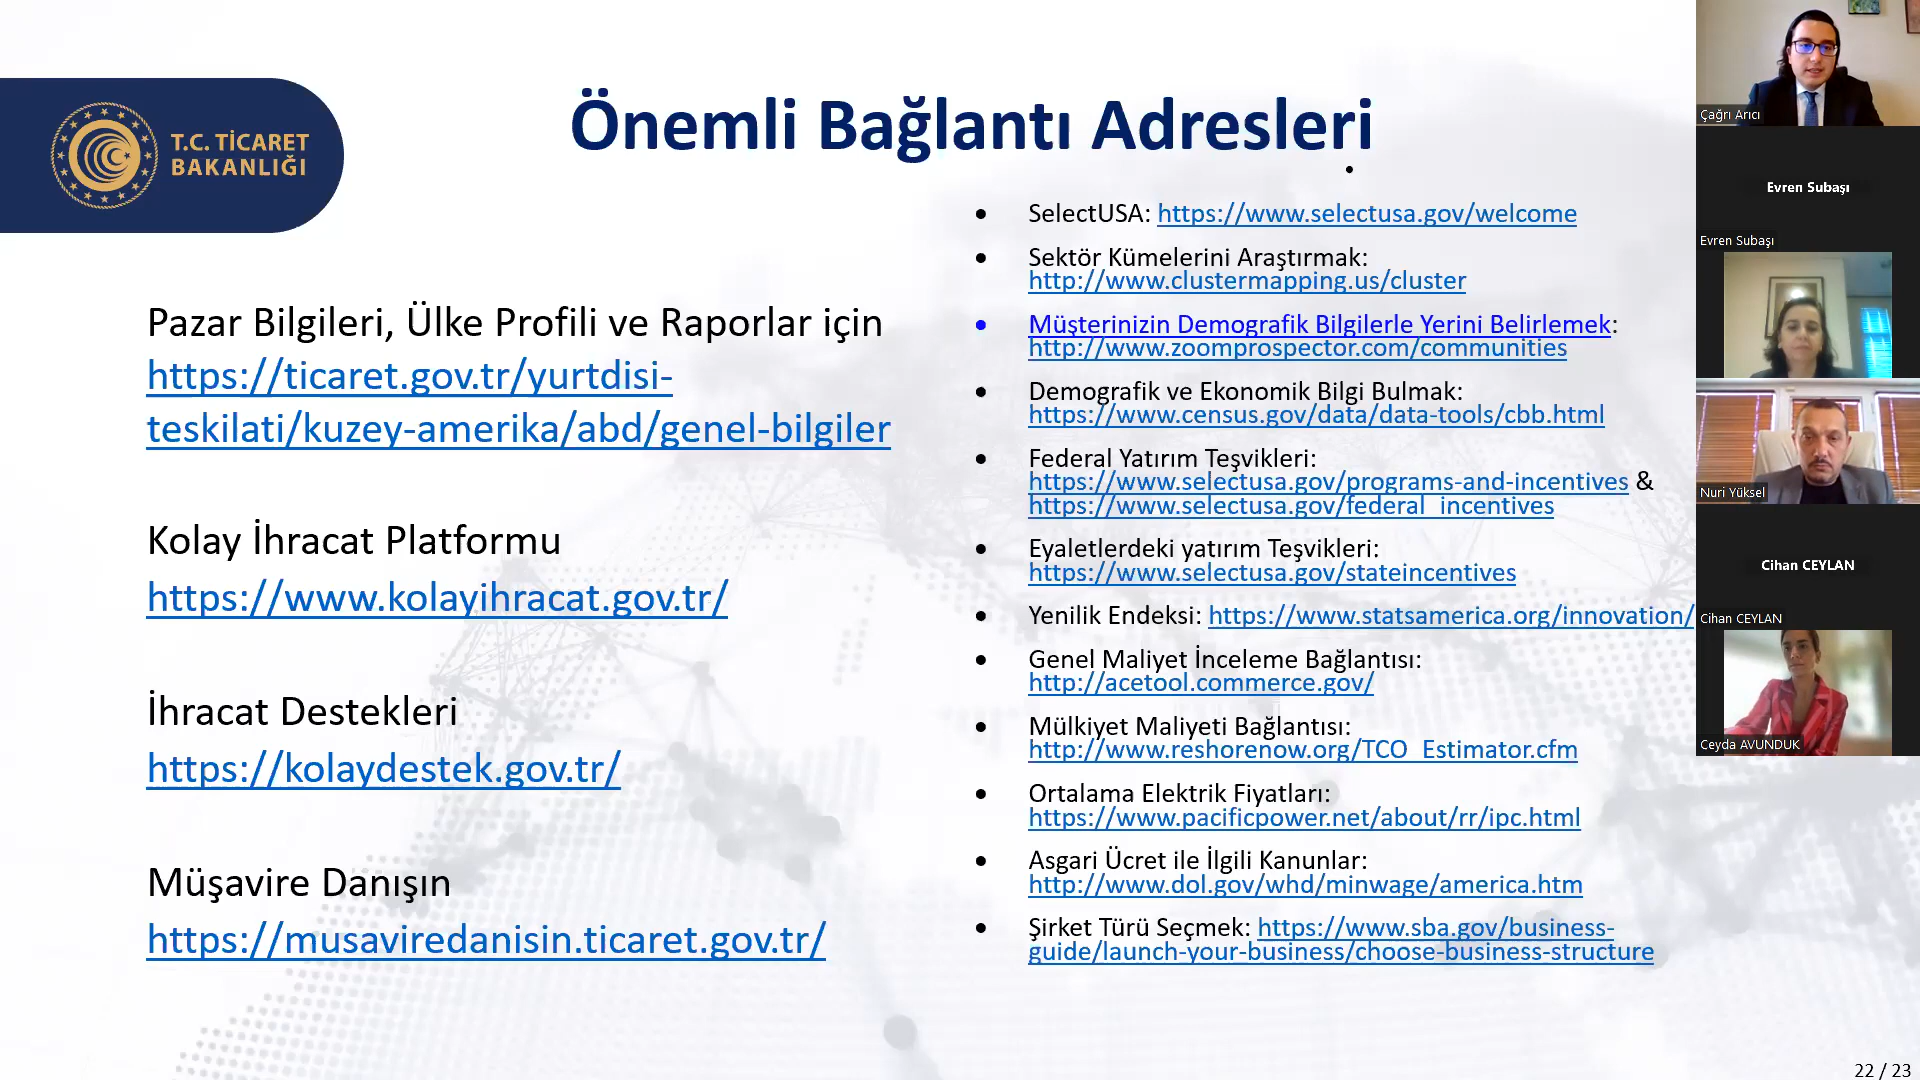 T.C. TİCARET
BAKANLIĞI
Önemli Bağlantı Adresleri
Pazar Bilgileri, Ülke Profili ve Raporlar için
https://ticaret.gov.tr/yurtdisi-
teskilati/kuzey-amerika/abd/genel-bilgiler
Kolay İhracat Platformu
https://www.kolayihracat.gov.tr/
İhracat Destekleri
https://kolaydestek.gov.tr/
Müşavire Danışın
https://musaviredanisin.ticaret.gov.tr/
• SelectUSA: https://www.selectusa.gov/welcome
• Sektör Kümelerini Araştırmak:
http://www.clustermapping.us/cluster
• Müşterinizin Demografik Bilgilerle Yerini Belirlemek:
http://www.zoomprospector.com/communities
• Demografik ve Ekonomik Bilgi Bulmak:
https://www.census.gov/data/data-tools/cbb.html
• Federal Yatırım Teşvikleri:
https://www.selectusa.gov/programs-and-incentives &
https://www.selectusa.gov/federal_incentives
• Eyaletlerdeki yatırım Teşvikleri:
https://www.selectusa.gov/stateincentives
• Yenilik Endeksi: https://www.statsamerica.org/innovation/
• Genel Maliyet İnceleme Bağlantısı:
http://acetool.commerce.gov/
• Mülkiyet Maliyeti Bağlantısı:
http://www.reshorenow.org/TCO_Estimator.cfm
• Ortalama Elektrik Fiyatları:
https://www.pacificpower.net/about/rr/ipc.html
• Asgari Ücret ile İlgili Kanunlar:
http://www.dol.gov/whd/minwage/america.htm
• Şirket Türü Seçmek: https://www.sba.gov/business-
guide/launch-your-business/choose-business-structure
22 / 23
Çağrı Arıcı
Evren Subaşı
Evren Subaşı
Nuri Yüksel
Cihan CEYLAN
Cihan CEYLAN
Ceyda AVUNDUK